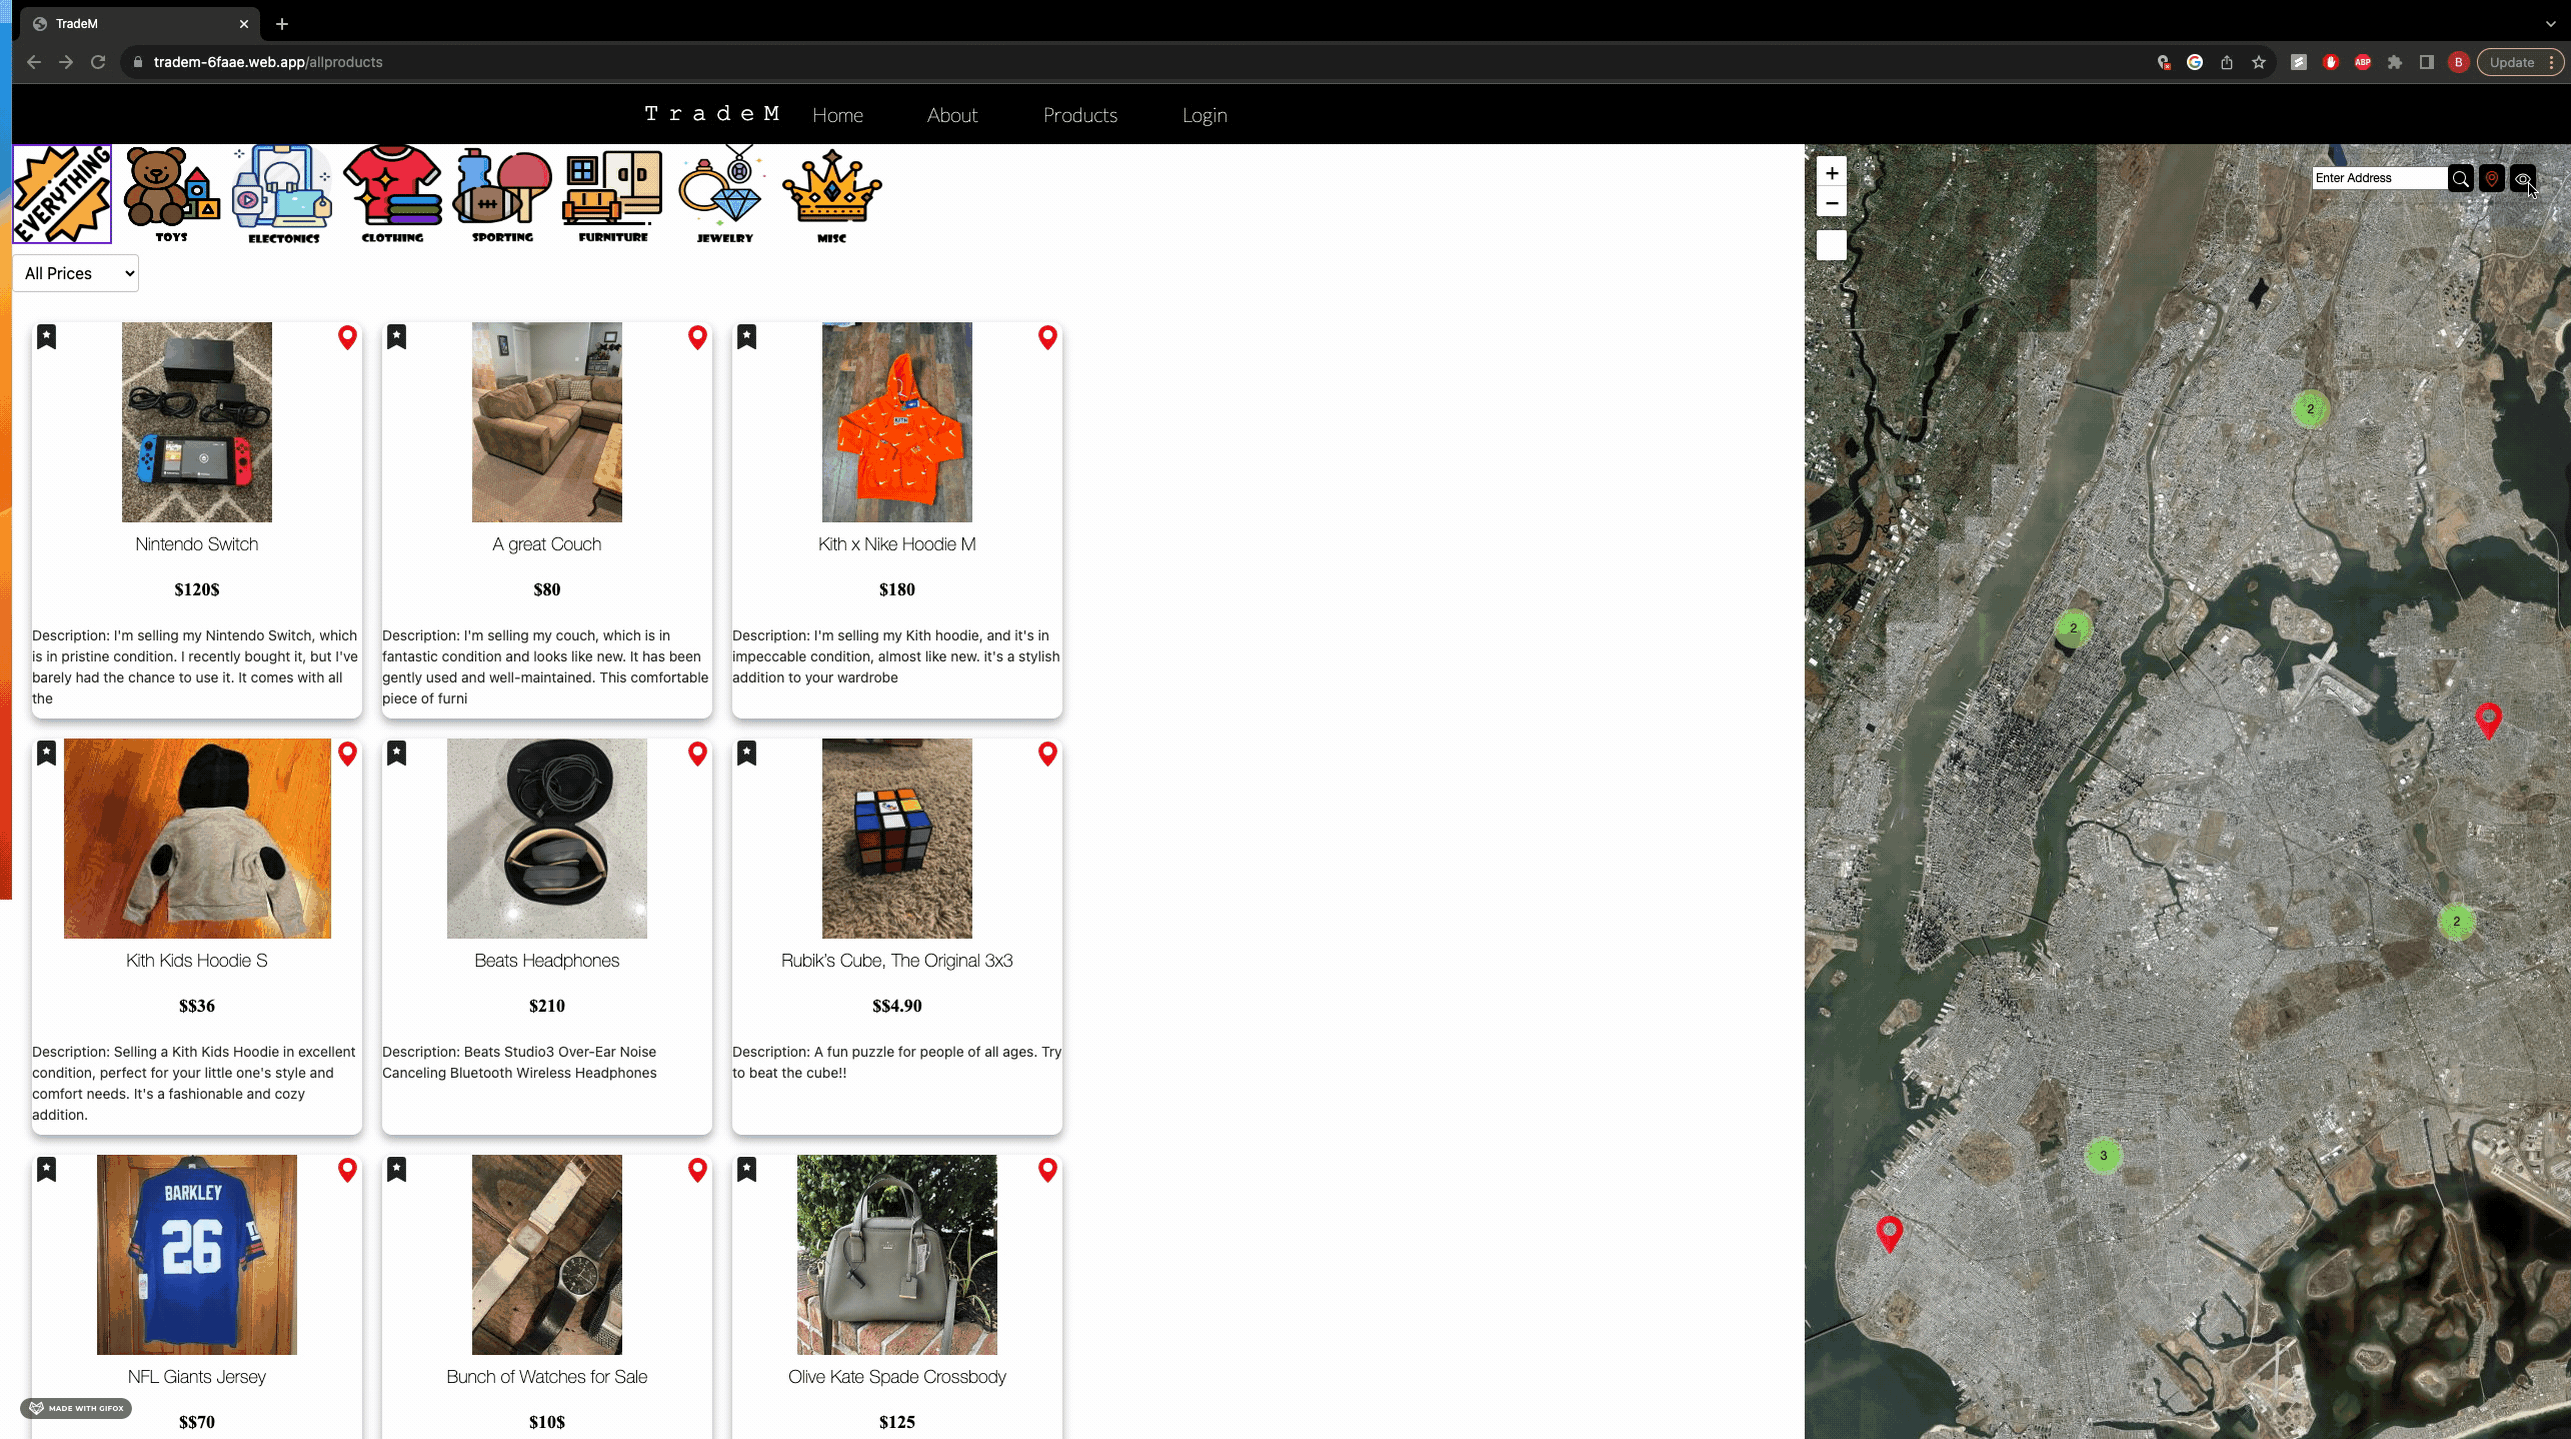 TradeM
tradem-6faae.web.app/allproducts
ABP
B
Update
TradeM
Home
About
Products
Login
EVERYTHING
TOYS
ELECTONICS
CLOTHING
SPORTING
FURNITURE
JEWELRY
MISC
+
−
Enter Address
All Prices
Nintendo Switch
$120$
Description: I'm selling my Nintendo Switch, which
is in pristine condition. I recently bought it, but I've
barely had the chance to use it. It comes with all
the
A great Couch
$80
Description: I'm selling my couch, which is in
fantastic condition and looks like new. It has been
gently used and well-maintained. This comfortable
piece of furni
Kith x Nike Hoodie M
$180
Description: I'm selling my Kith hoodie, and it's in
impeccable condition, almost like new. it's a stylish
addition to your wardrobe
2
2
2
3
Kith Kids Hoodie S
$$36
Description: Selling a Kith Kids Hoodie in excellent
condition, perfect for your little one's style and
comfort needs. It's a fashionable and cozy
addition.
Beats Headphones
$210
Description: Beats Studio3 Over-Ear Noise
Canceling Bluetooth Wireless Headphones
Rubik's Cube, The Original 3x3
$$4.90
Description: A fun puzzle for people of all ages. Try
to beat the cube!!
BARKLEY
26
NFL Giants Jersey
$$70
Bunch of Watches for Sale
$10$
Olive Kate Spade Crossbody
$125
MADE WITH GIFOX